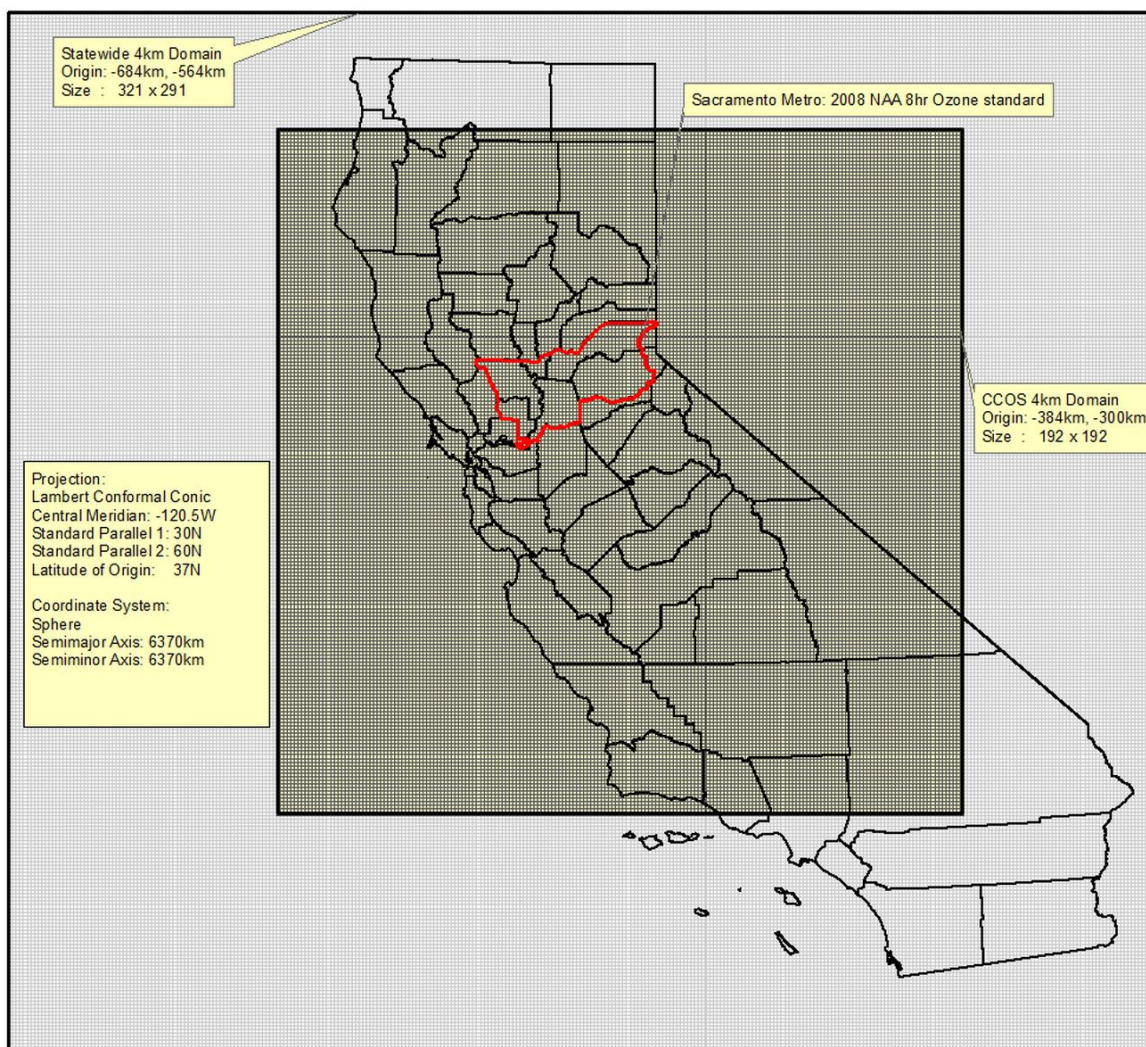 Statewide 4km Domain
Origin: -684km, -564km
Size : 321 x 291
Sacramento Metro: 2008 NAA 8hr Ozone standard
CCOS 4km Domain
Origin: -384km, -300km
Size : 192 x 192
Projection:
Lambert Conformal Conic
Central Meridian: -120.5W
Standard Parallel 1: 30N
Standard Parallel 2: 60N
Latitude of Origin: 37N
Coordinate System:
Sphere
Semimajor Axis: 6370km
Semiminor Axis: 6370km